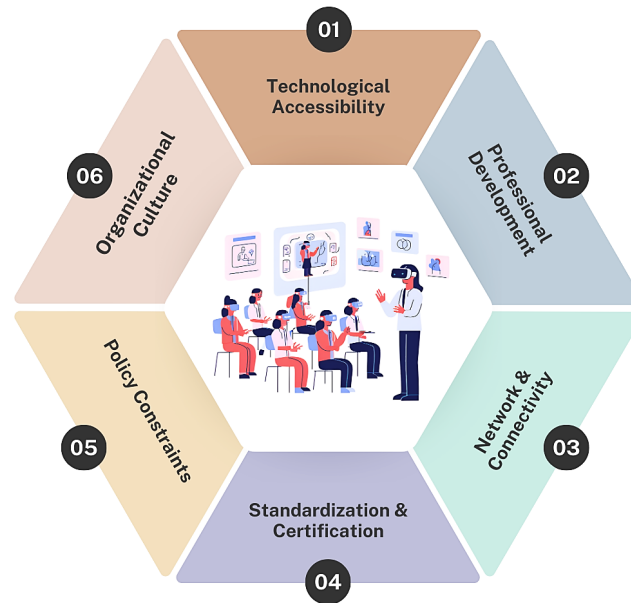 01
Technological
Accessibility
02
Professional
Development
03
Network &
Connectivity
04
Standardization &
Certification
05
Policy Constraints
06
Organizational
Culture